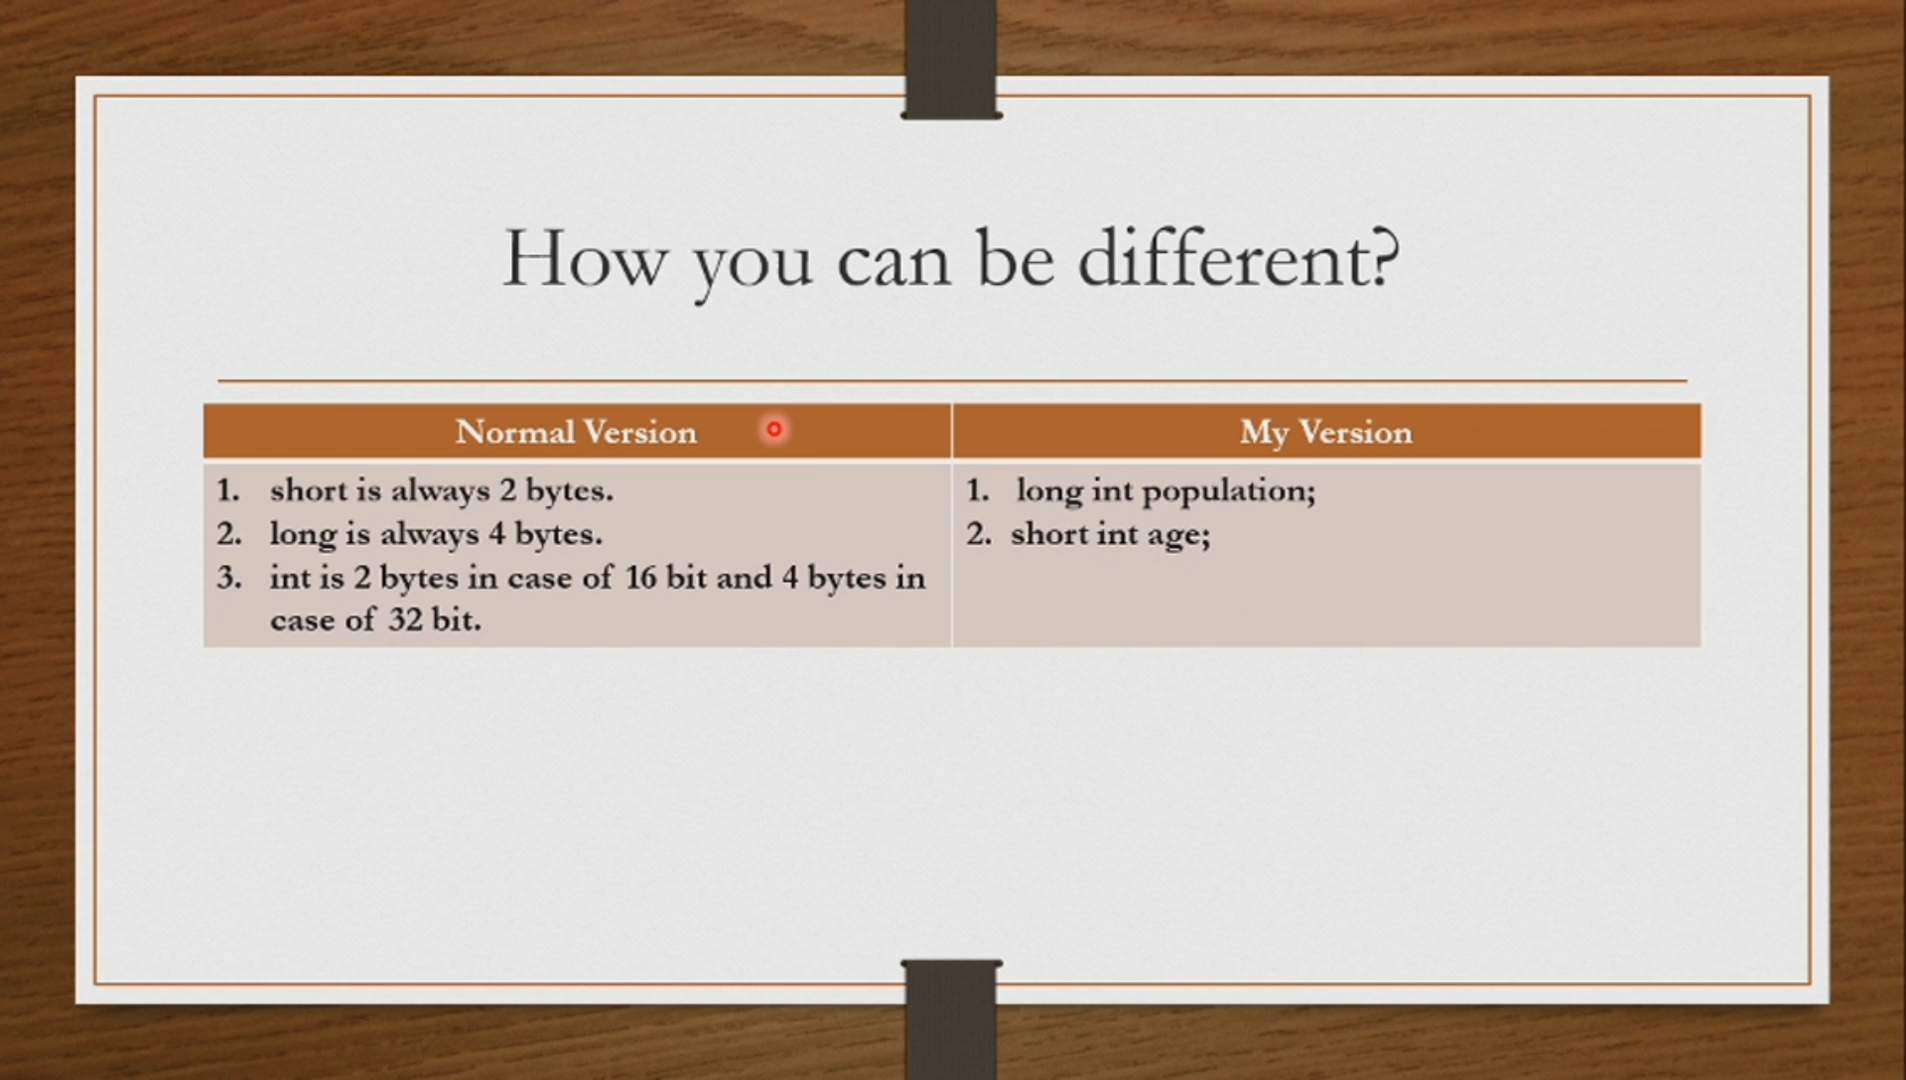 How you can be different?
Normal Version
My Version
1. short is always 2 bytes.
2. long is always 4 bytes.
3. int is 2 bytes in case of 16 bit and 4 bytes in
case of 32 bit.
1. long int population;
2. short int age;